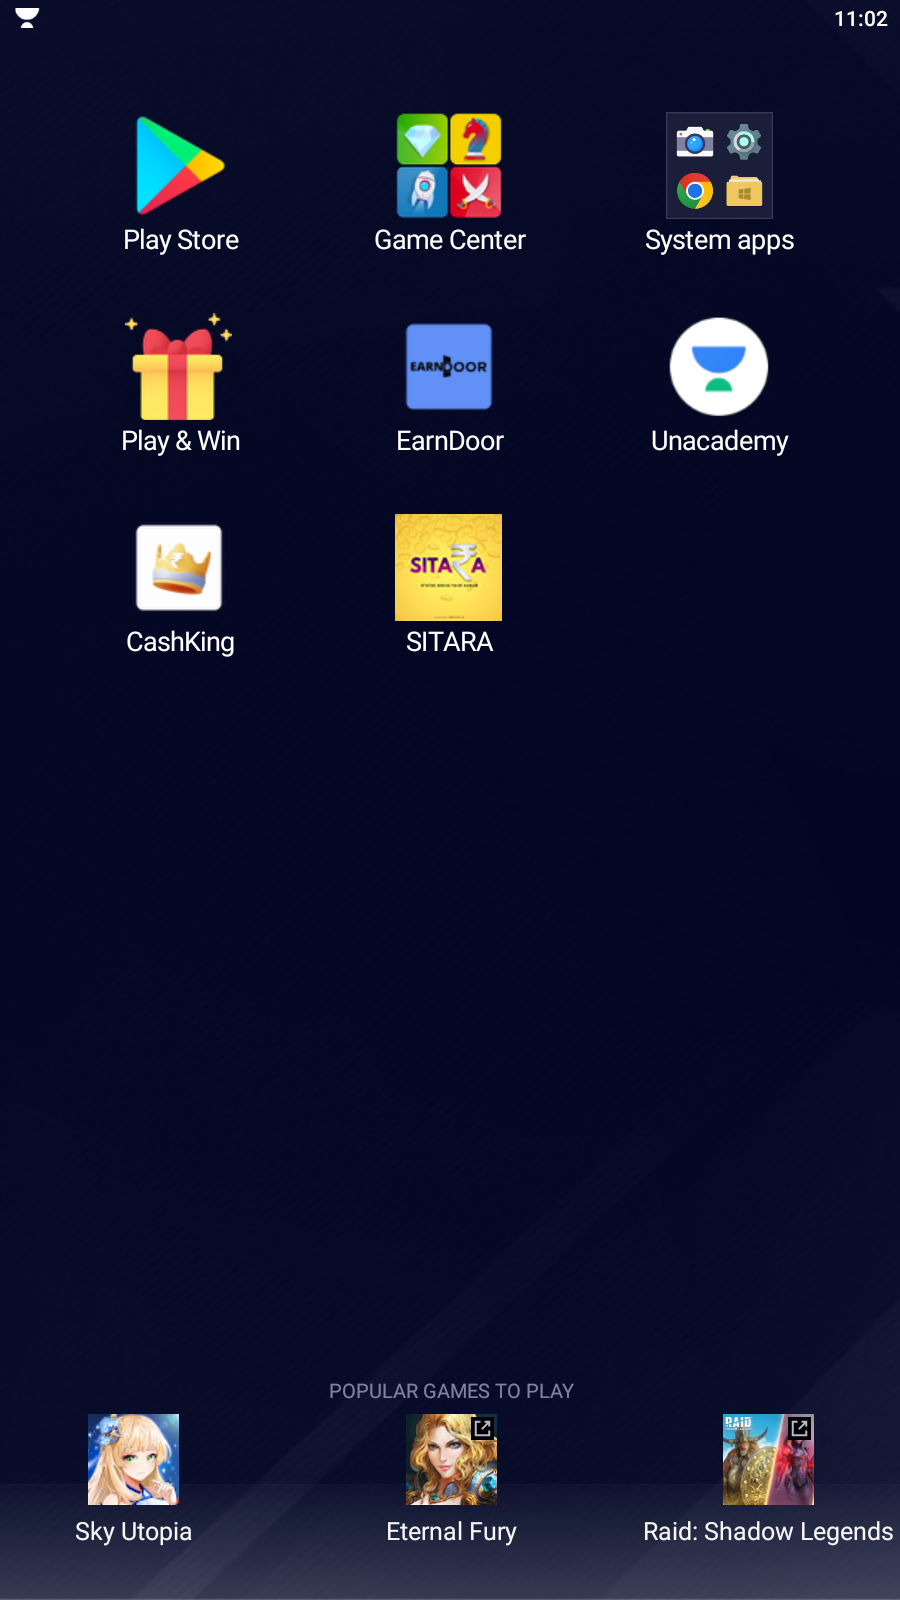 11:02
Play Store
Game Center
System apps
EARNDOOR
Play & Win
EarnDoor
Unacademy
SITARA
CashKing
SITARA
POPULAR GAMES TO PLAY
RAID
Sky Utopia
Eternal Fury
Raid: Shadow Legends